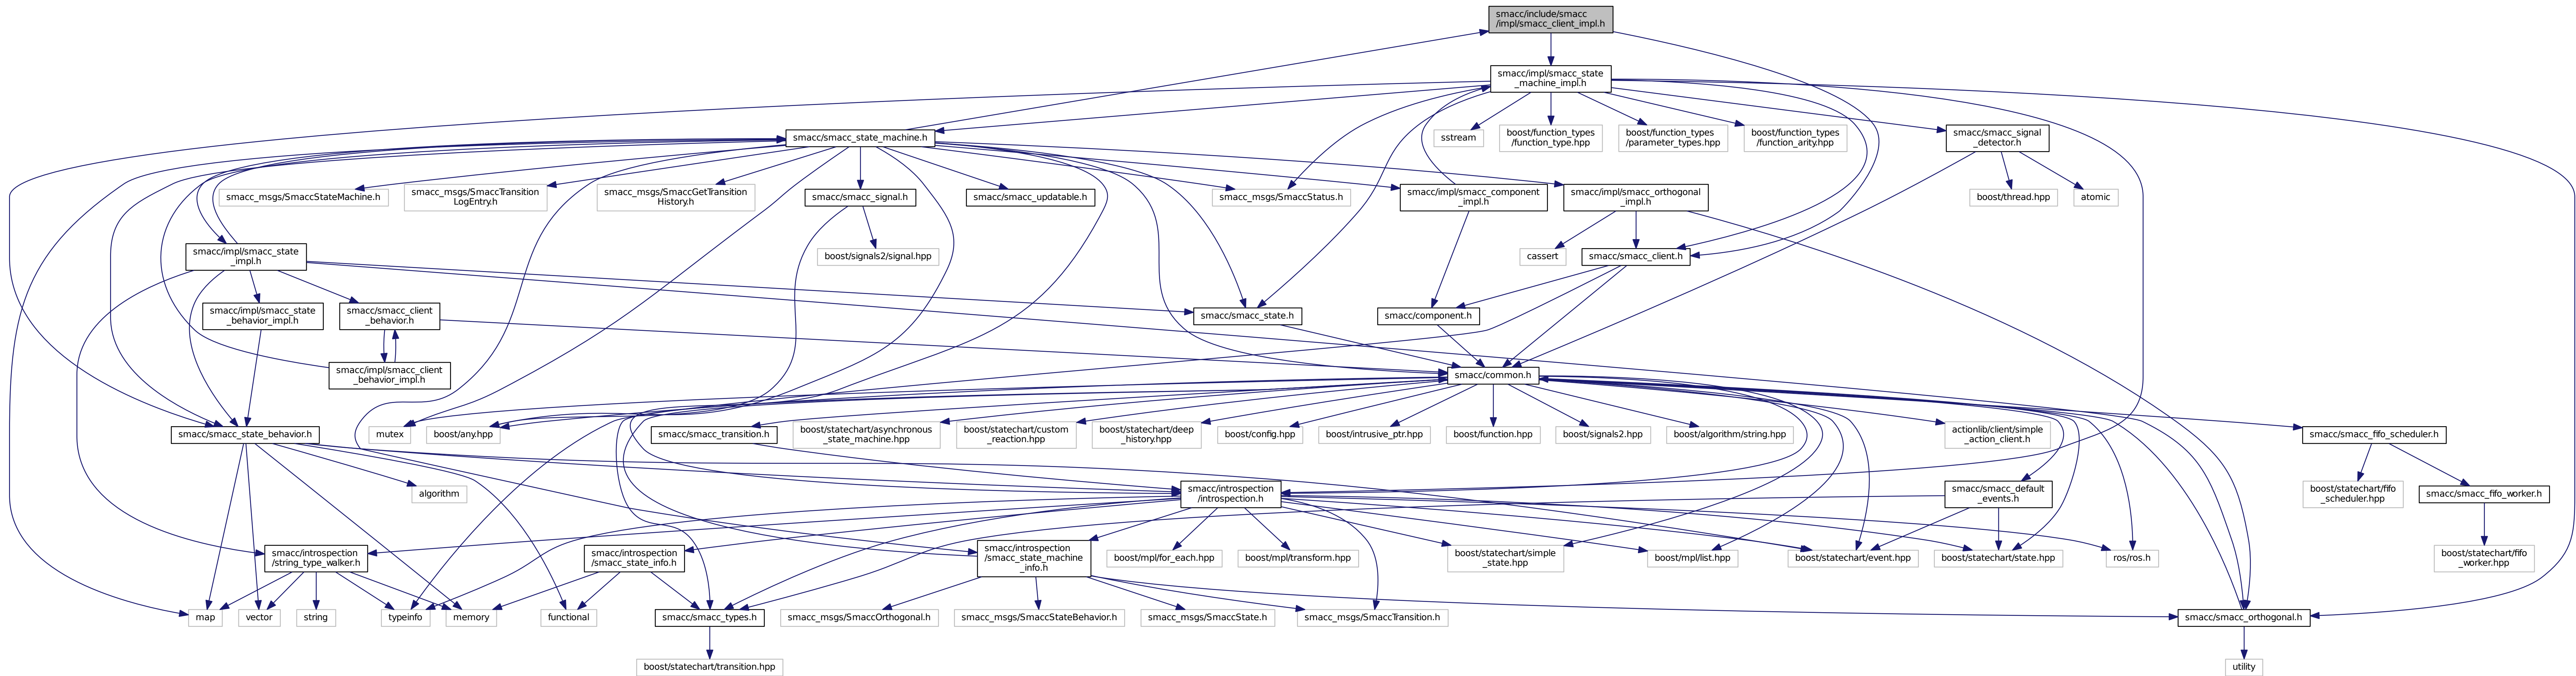 smacc/include/smacc
/impl/smacc_client_impl.h
smacc/impl/smacc_state
_machine_impl.h
smacc/smacc_state_machine.h
sstream
boost/function_types
/function_type.hpp
boost/function_types
/parameter_types.hpp
boost/function_types
/function_arity.hpp
smacc/smacc_signal
_detector.h
smacc_msgs/SmaccStateMachine.h
smacc_msgs/SmaccTransition
LogEntry.h
smacc_msgs/SmaccGetTransition
History.h
smacc/smacc_signal.h
smacc/smacc_updatable.h
smacc_msgs/SmaccStatus.h
smacc/impl/smacc_component
_impl.h
smacc/impl/smacc_orthogonal
_impl.h
boost/thread.hpp
atomic
smacc/impl/smacc_state
_impl.h
boost/signals2/signal.hpp
cassert
smacc/smacc_client.h
smacc/impl/smacc_state
_behavior_impl.h
smacc/smacc_client
_behavior.h
smacc/smacc_state.h
smacc/component.h
smacc/impl/smacc_client
_behavior_impl.h
smacc/common.h
smacc/smacc_state_behavior.h
mutex
boost/any.hpp
smacc/smacc_transition.h
boost/statechart/asynchronous
_state_machine.hpp
boost/statechart/custom
_reaction.hpp
boost/statechart/deep
_history.hpp
boost/config.hpp
boost/intrusive_ptr.hpp
boost/function.hpp
boost/signals2.hpp
boost/algorithm/string.hpp
actionlib/client/simple
_action_client.h
smacc/smacc_fifo_scheduler.h
algorithm
smacc/introspection
/introspection.h
smacc/smacc_default
_events.h
boost/statechart/fifo
_scheduler.hpp
smacc/smacc_fifo_worker.h
smacc/introspection
/string_type_walker.h
smacc/introspection
/smacc_state_info.h
smacc/introspection
/smacc_state_machine
_info.h
boost/mpl/for_each.hpp
boost/mpl/transform.hpp
boost/statechart/simple
_state.hpp
boost/mpl/list.hpp
boost/statechart/event.hpp
boost/statechart/state.hpp
ros/ros.h
boost/statechart/fifo
_worker.hpp
map
vector
string
typeinfo
memory
functional
smacc/smacc_types.h
smacc_msgs/SmaccOrthogonal.h
smacc_msgs/SmaccStateBehavior.h
smacc_msgs/SmaccState.h
smacc_msgs/SmaccTransition.h
smacc/smacc_orthogonal.h
boost/statechart/transition.hpp
utility